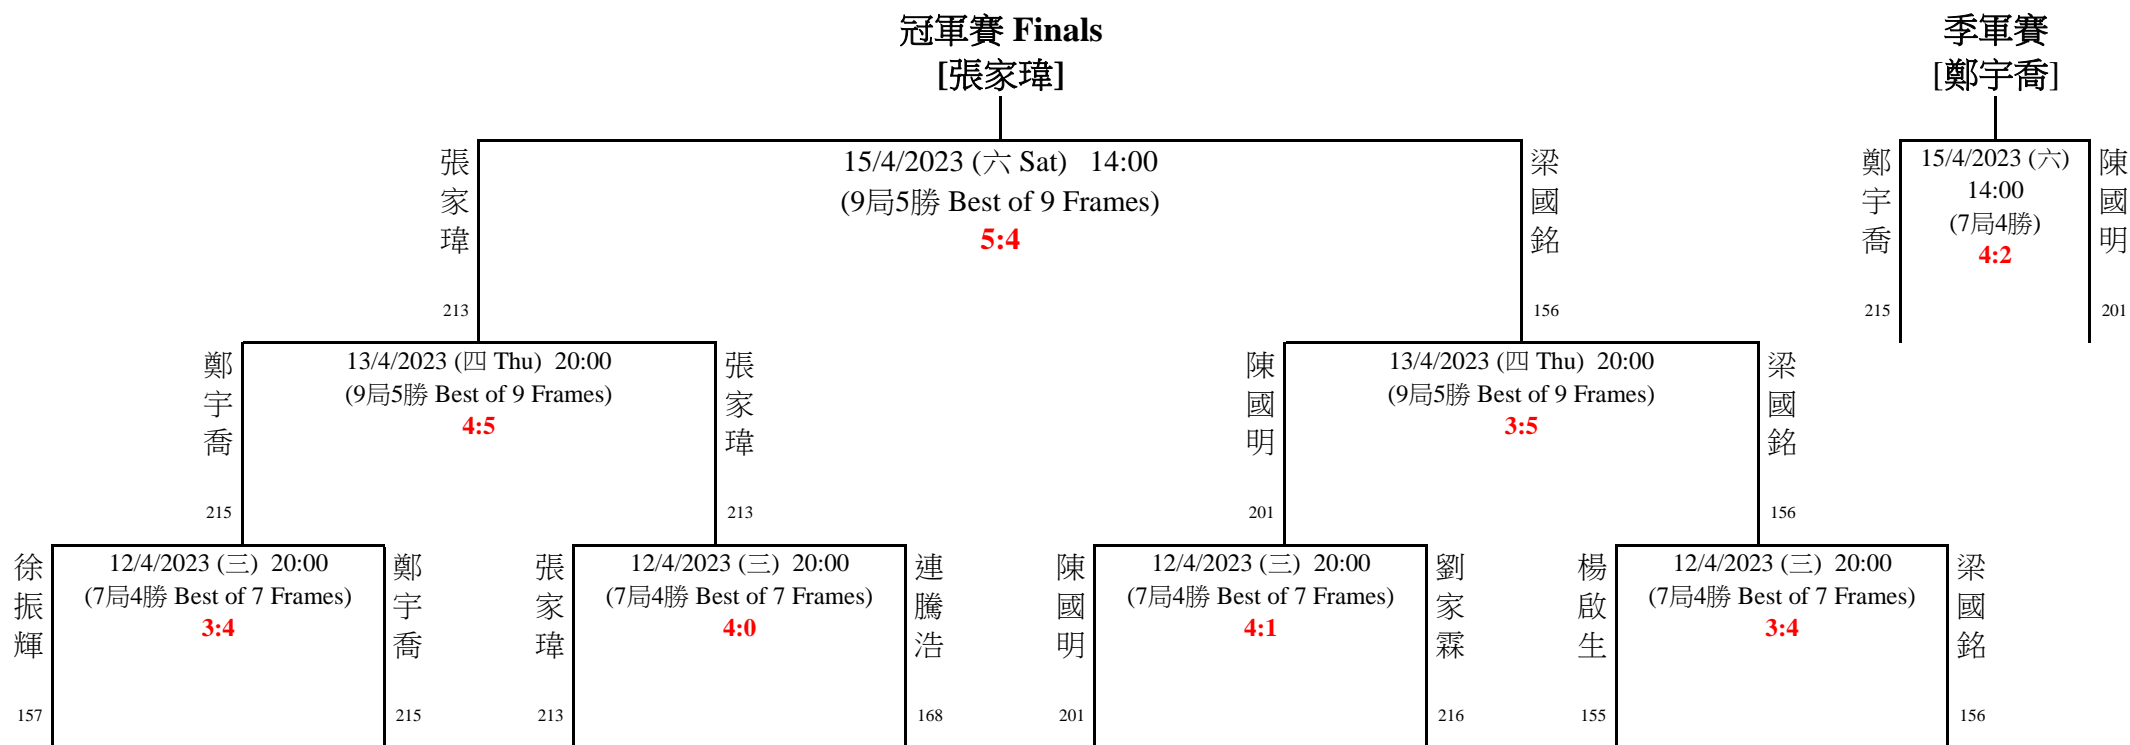 冠軍賽 Finals
[張家瑋]
季軍賽
[鄭宇喬]
張家瑋
213
15/4/2023 (六 Sat) 14:00
(9局5勝 Best of 9 Frames)
5:4
梁國銘
156
鄭宇喬
215
15/4/2023 (六)
14:00
(7局4勝)
4:2
陳國明
201
鄭宇喬
215
13/4/2023 (四 Thu) 20:00
(9局5勝 Best of 9 Frames)
4:5
張家瑋
213
陳國明
201
13/4/2023 (四 Thu) 20:00
(9局5勝 Best of 9 Frames)
3:5
梁國銘
156
徐振輝
157
12/4/2023 (三) 20:00
(7局4勝 Best of 7 Frames)
3:4
鄭宇喬
215
張家瑋
213
12/4/2023 (三) 20:00
(7局4勝 Best of 7 Frames)
4:0
連騰浩
168
陳國明
201
12/4/2023 (三) 20:00
(7局4勝 Best of 7 Frames)
4:1
劉家霖
216
楊啟生
155
12/4/2023 (三) 20:00
(7局4勝 Best of 7 Frames)
3:4
梁國銘
156